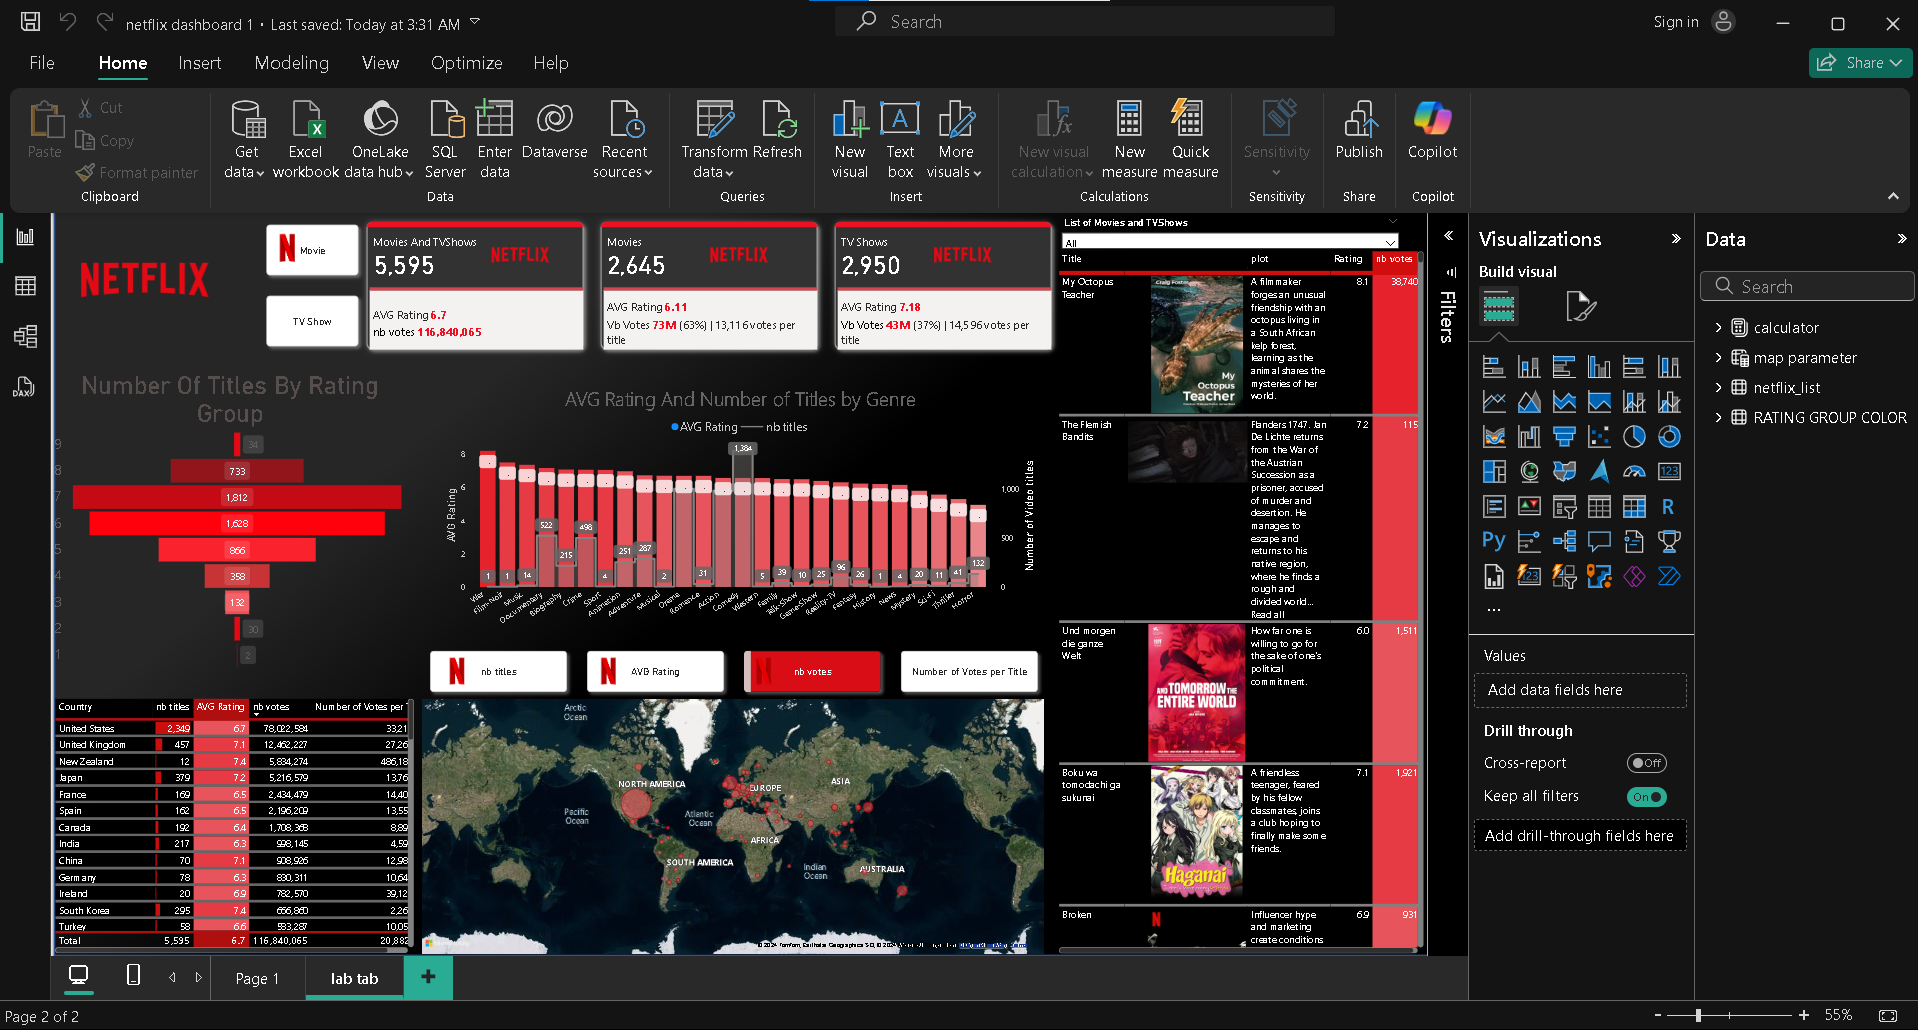 netflix dashboard 1 • Last saved: Today at 3:31 AM
Search
Sign in
File Home Insert Modeling View Optimize Help
Share
Paste
Cut
Copy
Format painter
Clipboard
Get data
Excel workbook
OneLake data hub
SQL Server
Enter data
Dataverse
Recent sources
Data
Transform data
Refresh
Queries
New visual
Text box
More visuals
Insert
New visual calculation
New measure
Quick measure
Calculations
Sensitivity
Sensitivity
Publish
Share
Copilot
Copilot
NETFLIX
Movie
TV Show
Movies And TVShows
5,595
NETFLIX
AVG Rating 6.7
nb votes 116,840,065
Movies
2,645
NETFLIX
AVG Rating 6.11
Vb Votes 73M (63%) | 13,116 votes per
title
TV Shows
2,950
NETFLIX
AVG Rating 7.18
Vb Votes 43M (37%) | 14,596 votes per
title
Number Of Titles By Rating
Group
9 34
8 733
7 1,812
6 1,628
5 866
4 358
3 132
2 30
1 2
AVG Rating And Number of Titles by Genre
AVG Rating nb titles
AVG Rating
8
6
4
2
0
1,384
522
215
498
251
287
1 1 14 4 2 31 5 39 10 25 96 26 1 4 20 11 41 132
Number of Video titles
1,000
500
0
War Film-Noir Music Documentary Biography Crime Sport Animation Adventure Musical Drama Romance Action Comedy Western Family Talk-Show Game-Show Reality-TV Fantasy History News Mystery Sci-Fi Thriller Horror
nb titles
AVG Rating
nb votes
Number of Votes per Title
Country nb titles AVG Rating nb votes Number of Votes per
United States 2,349 6.7 78,022,584 33,21
United Kingdom 457 7.1 12,462,227 27,26
New Zealand 12 7.4 5,834,274 486,18
Japan 379 7.2 5,216,579 13,76
France 169 6.5 2,434,479 14,40
Spain 162 6.5 2,196,209 13,55
Canada 192 6.4 1,708,368 8,89
India 217 6.3 998,145 4,59
China 70 7.1 908,926 12,98
Germany 78 6.3 830,311 10,64
Ireland 20 6.9 782,570 39,12
South Korea 295 7.4 656,860 2,26
Turkey 58 6.6 583,287 10,05
Total 5,595 6.7 116,840,065 20,882
Arctic
Ocean
NORTH AMERICA
EUROPE
ASIA
Pacific
Ocean
Atlantic
Ocean
AFRICA
SOUTH AMERICA
Indian
Ocean
AUSTRALIA
List of Movies and TVShows
All
Title plot Rating nb votes
My Octopus
Teacher
Craig Foster
My
Octopus
Teacher
A filmmaker
forges an unusual
friendship with an
octopus living in
a South African
kelp forest,
learning as the
animal shares the
mysteries of her
world.
8.1 38,740
The Flemish
Bandits
Flanders 1747. Jan
De Lichte returns
from the War of
the Austrian
Succession as a
prisoner, accused
of murder and
desertion. He
manages to
escape and
returns to his
native region,
where he finds a
rough and
divided world...
Read all
7.2 115
Und morgen
die ganze
Welt
AND TOMORROW THE
ENTIRE WORLD
How far one is
willing to go for
the sake of one's
political
commitment.
6.0 1,511
Boku wa
tomodachi ga
sukunai
Haganai
A friendless
teenager, feared
by his fellow
classmates, joins
a club hoping to
finally make some
friends.
7.1 1,921
Broken
Influencer hype
and marketing
create conditions
6.9 931
Filters
Visualizations
Build visual
123
R
Py
123
...
Values
Add data fields here
Drill through
Cross-report Off
Keep all filters On
Add drill-through fields here
Data
Search
calculator
map parameter
netflix_list
RATING GROUP COLOR
DAX
Page 1
lab tab
+
Page 2 of 2
- + 55%